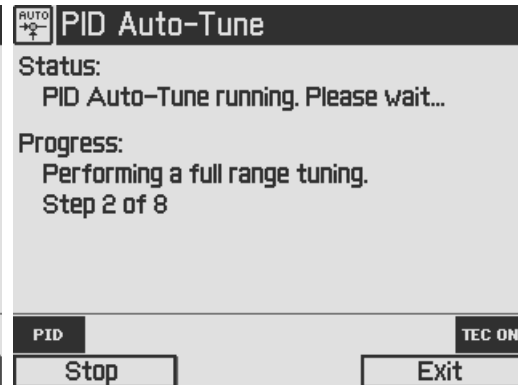 AUTO
PID Auto-Tune
Status:
PID Auto-Tune running. Please wait...
Progress:
Performing a full range tuning.
Step 2 of 8
PID
TEC ON
Stop
Exit